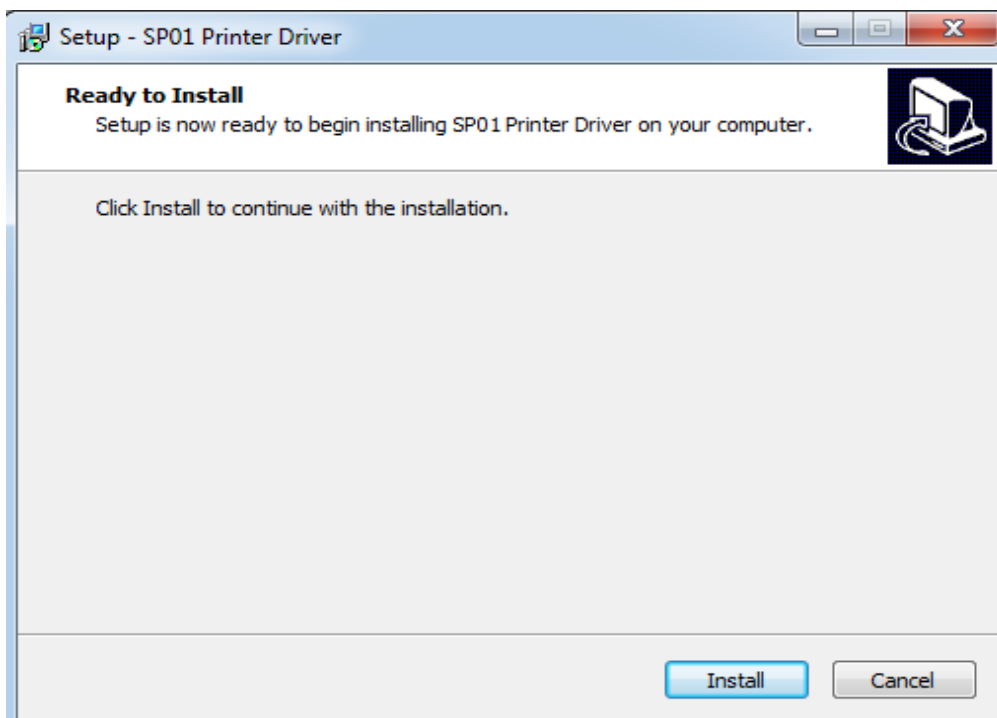 Setup - SP01 Printer Driver
Ready to Install
Setup is now ready to begin installing SP01 Printer Driver on your computer.
Click Install to continue with the installation.
Install
Cancel